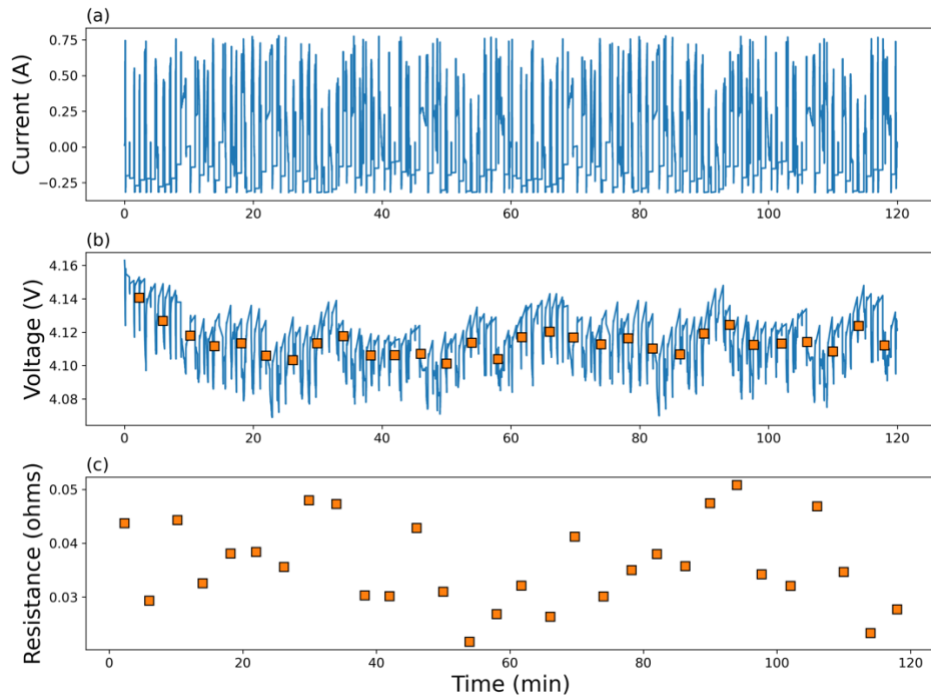 (a)
Current (A)
0.75
0.50
0.25
0.00
−0.25
0 20 40 60 80 100 120
(b)
Voltage (V)
4.16
4.14
4.12
4.10
4.08
0 20 40 60 80 100 120
(c)
Resistance (ohms)
0.05
0.04
0.03
0 20 40 60 80 100 120
Time (min)